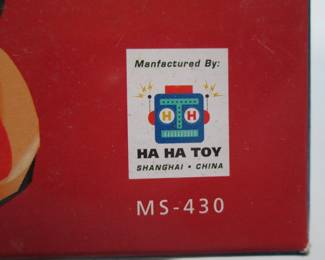 Manfactured By:
H H
HA HA TOY
SHANGHAI • CHINA
MS-430